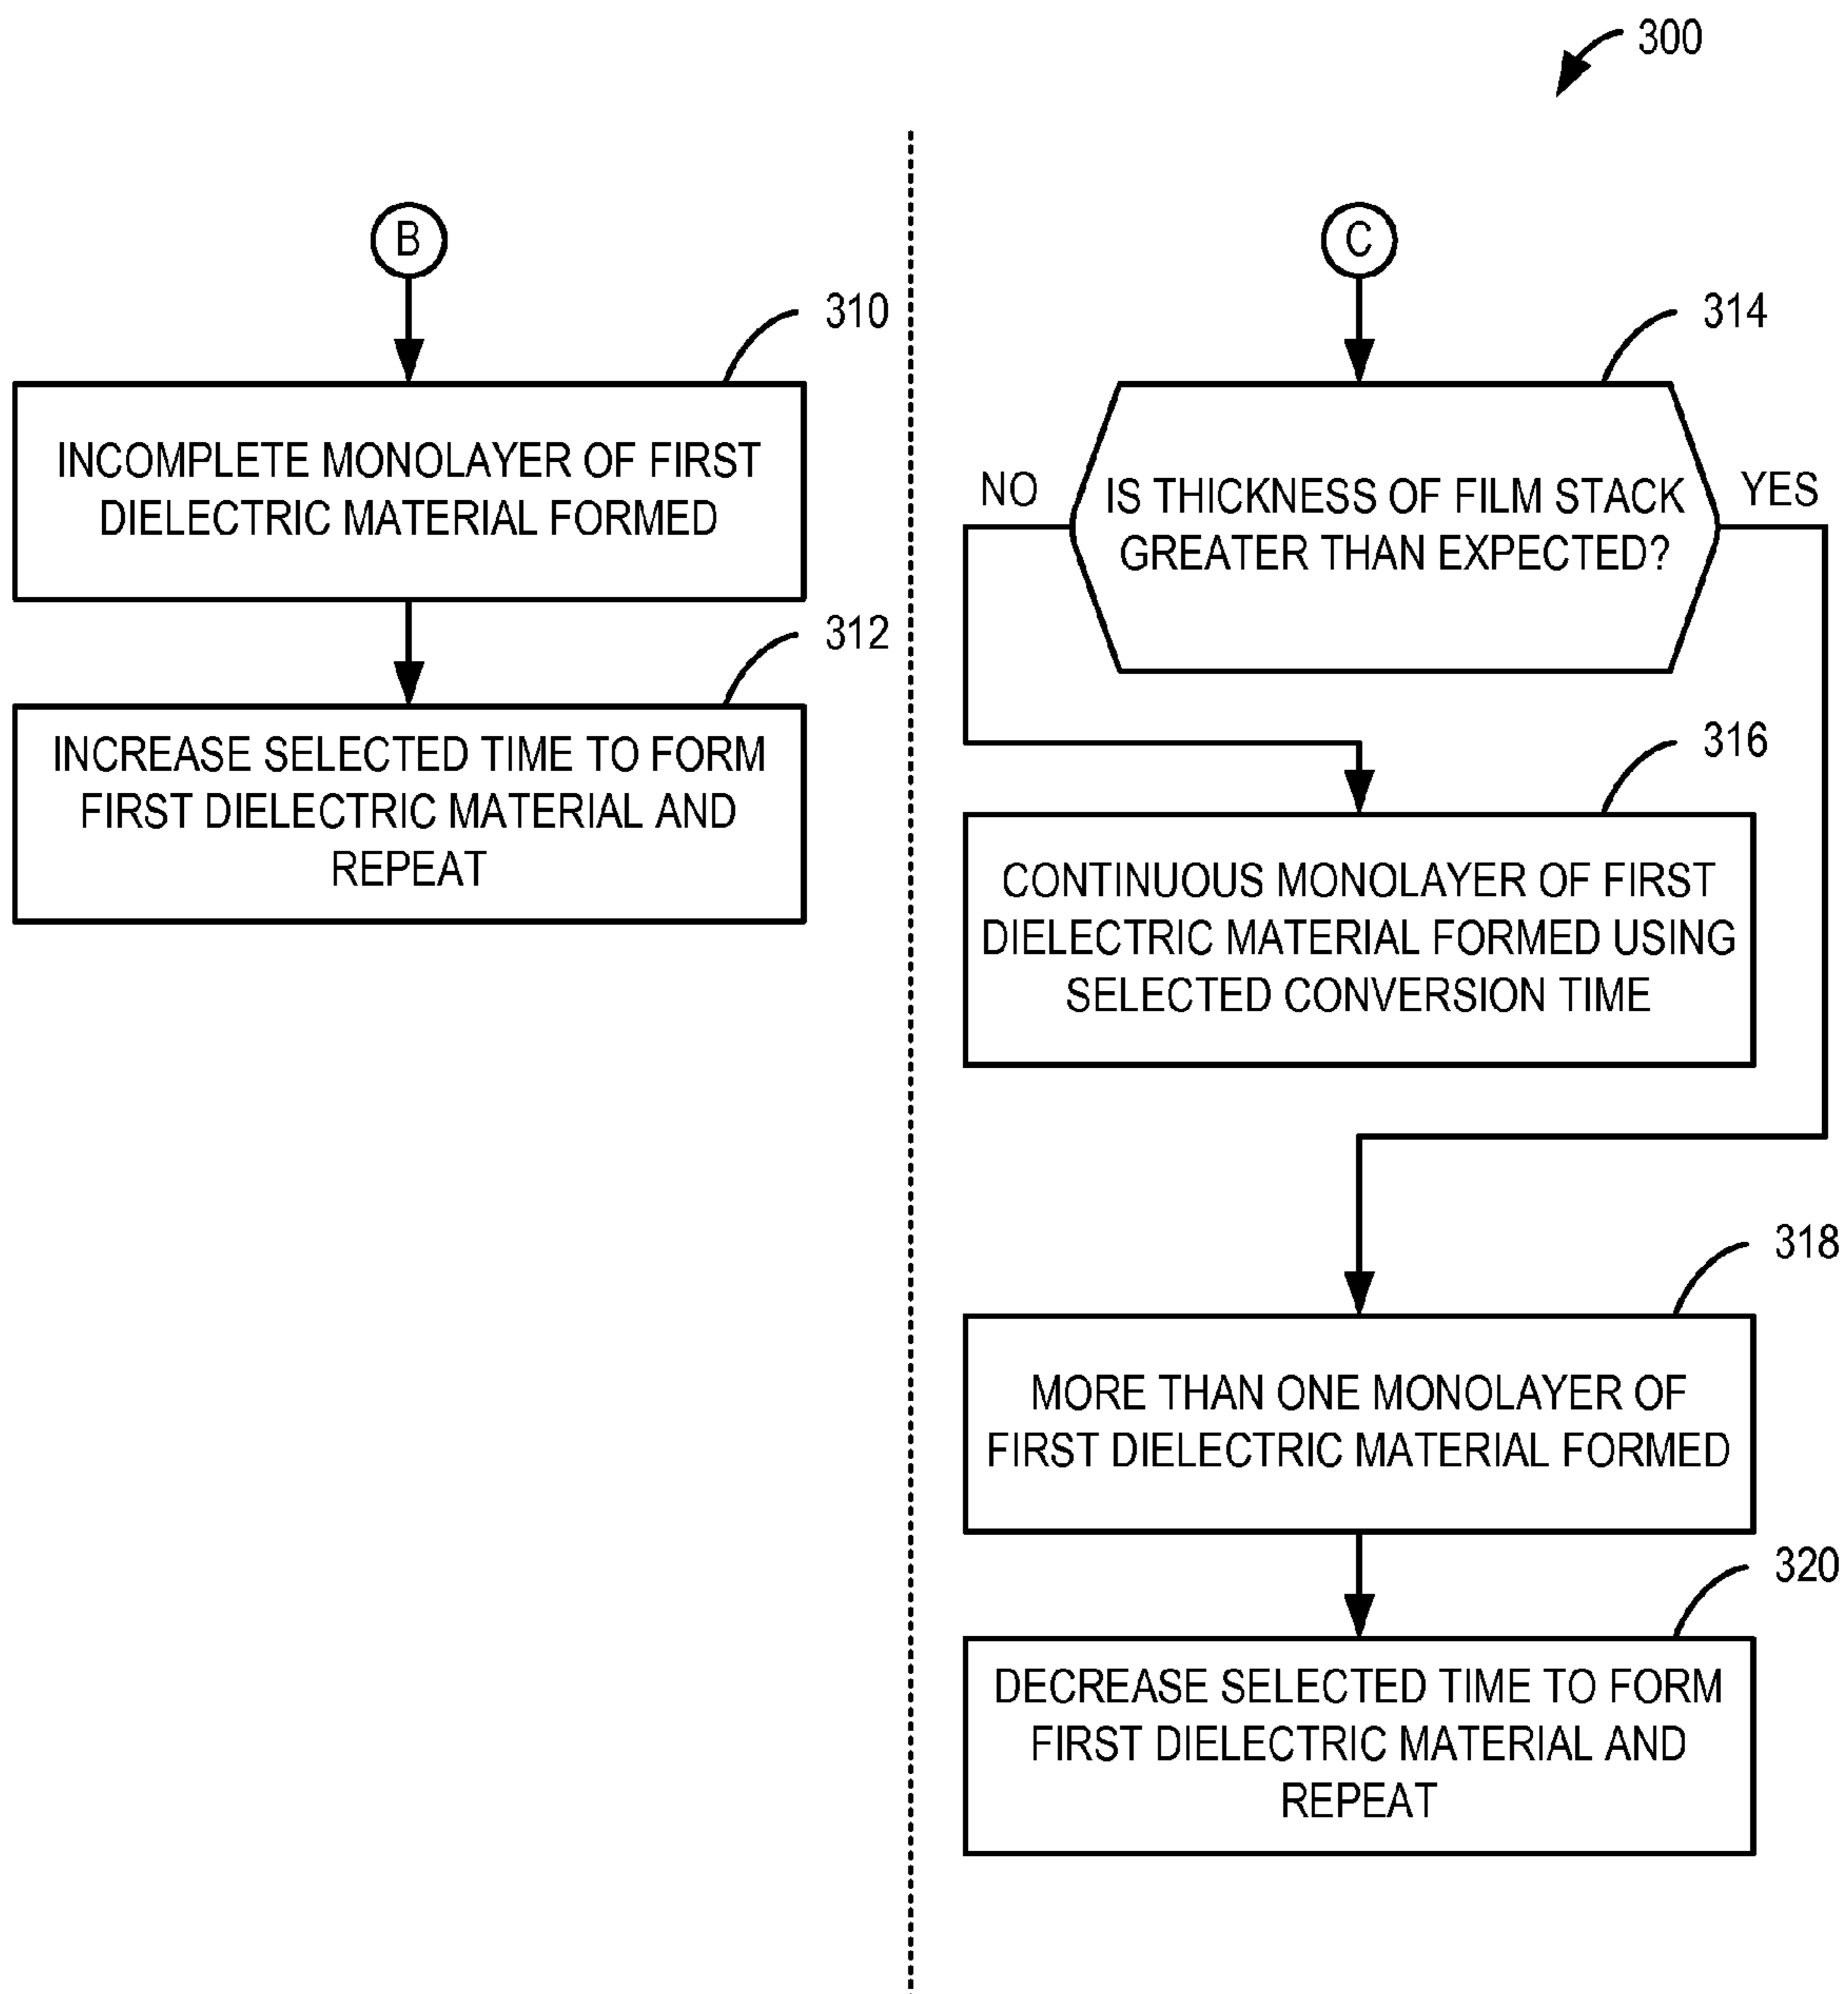 300
B
310
INCOMPLETE MONOLAYER OF FIRST
DIELECTRIC MATERIAL FORMED
312
INCREASE SELECTED TIME TO FORM
FIRST DIELECTRIC MATERIAL AND
REPEAT
C
314
NO
IS THICKNESS OF FILM STACK
GREATER THAN EXPECTED?
YES
316
CONTINUOUS MONOLAYER OF FIRST
DIELECTRIC MATERIAL FORMED USING
SELECTED CONVERSION TIME
318
MORE THAN ONE MONOLAYER OF
FIRST DIELECTRIC MATERIAL FORMED
320
DECREASE SELECTED TIME TO FORM
FIRST DIELECTRIC MATERIAL AND
REPEAT